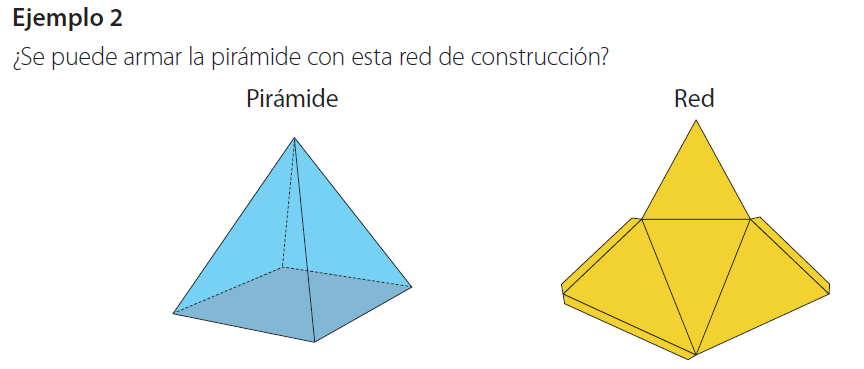 Ejemplo 2
¿Se puede armar la pirámide con esta red de construcción?
Pirámide
Red